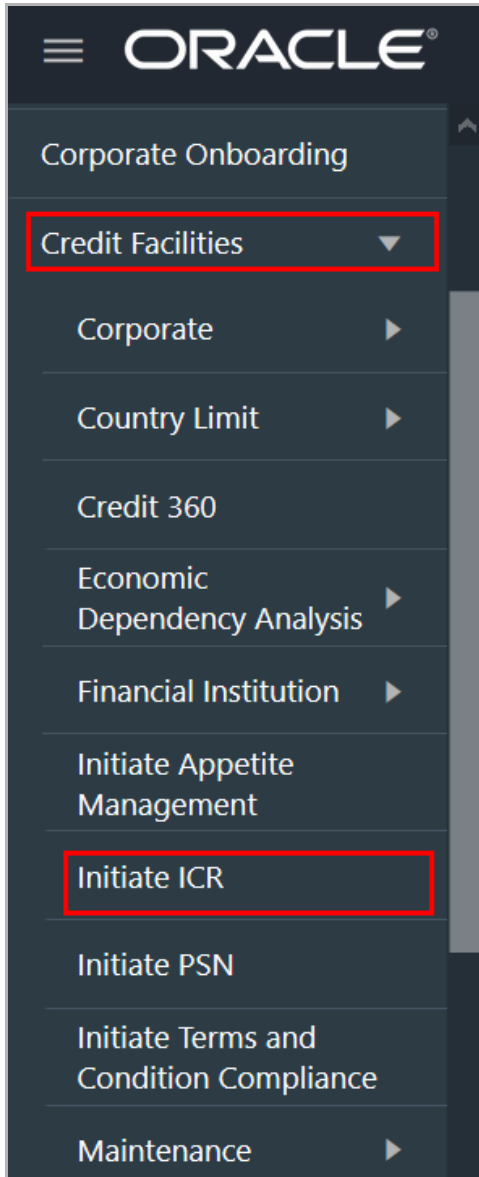 ORACLE®
Corporate Onboarding
Credit Facilities
Corporate
Country Limit
Credit 360
Economic
Dependency Analysis
Financial Institution
Initiate Appetite
Management
Initiate ICR
Initiate PSN
Initiate Terms and
Condition Compliance
Maintenance